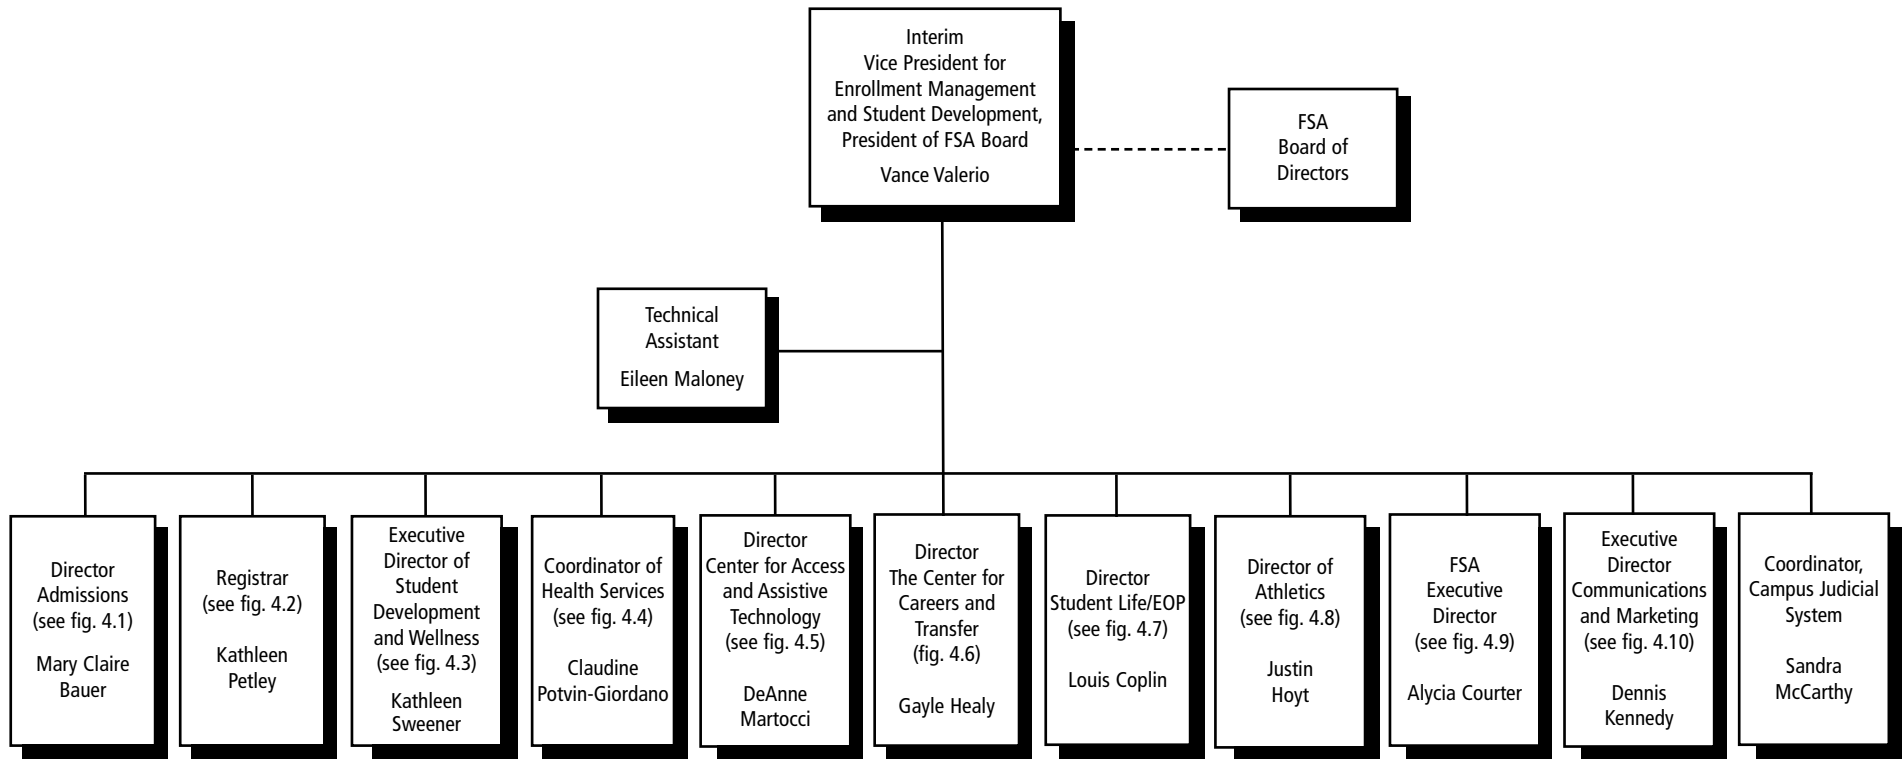 Interim
Vice President for
Enrollment Management
and Student Development,
President of FSA Board
Vance Valerio
FSA
Board of
Directors
Technical
Assistant
Eileen Maloney
Director
Admissions
(see fig. 4.1)
Mary Claire
Bauer
Registrar
(see fig. 4.2)
Kathleen
Petley
Executive
Director of
Student
Development
and Wellness
(see fig. 4.3)
Kathleen
Sweener
Coordinator of
Health Services
(see fig. 4.4)
Claudine
Potvin-Giordano
Director
Center for Access
and Assistive
Technology
(see fig. 4.5)
DeAnne
Martocci
Director
The Center for
Careers and
Transfer
(fig. 4.6)
Gayle Healy
Director
Student Life/EOP
(see fig. 4.7)
Louis Coplin
Director of
Athletics
(see fig. 4.8)
Justin
Hoyt
FSA
Executive
Director
(see fig. 4.9)
Alycia Courter
Executive
Director
Communications
and Marketing
(see fig. 4.10)
Dennis
Kennedy
Coordinator,
Campus Judicial
System
Sandra
McCarthy